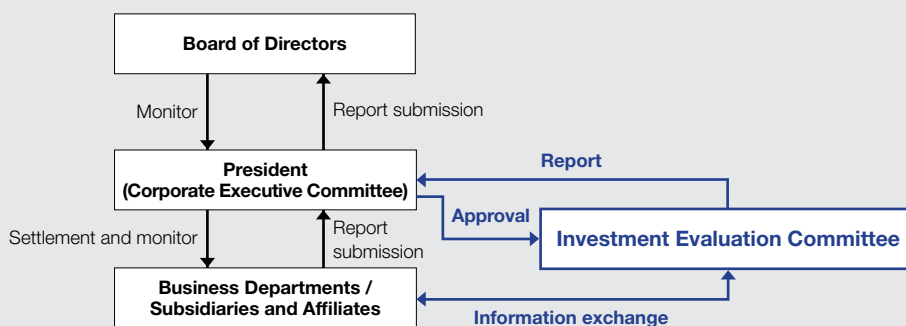 Board of Directors
Monitor
Report submission
President
(Corporate Executive Committee)
Report
Approval
Investment Evaluation Committee
Settlement and monitor
Report
submission
Business Departments /
Subsidiaries and Affiliates
Information exchange